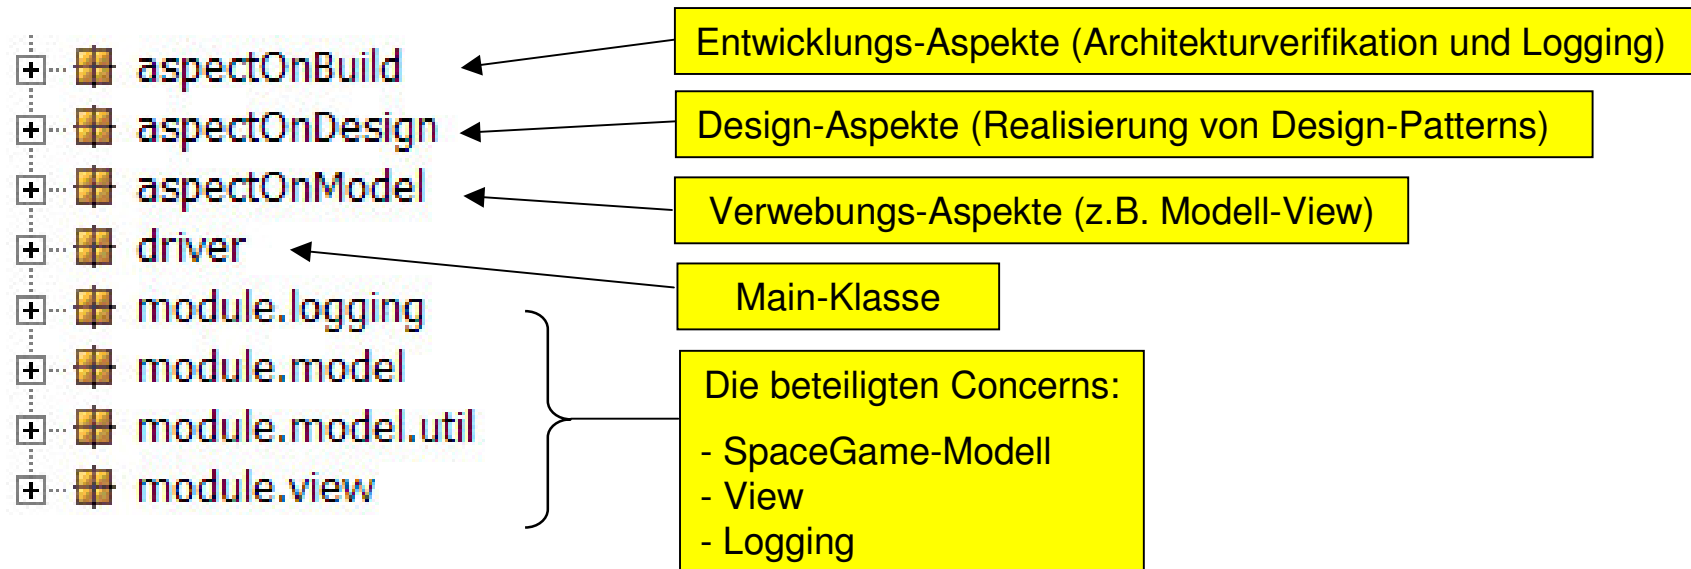 aspectOnBuild
aspectOnDesign
aspectOnModel
driver
module.logging
module.model
module.model.util
module.view
Entwicklungs-Aspekte (Architekturverifikation und Logging)
Design-Aspekte (Realisierung von Design-Patterns)
Verwebungs-Aspekte (z.B. Modell-View)
Main-Klasse
Die beteiligten Concerns:
- SpaceGame-Modell
- View
- Logging